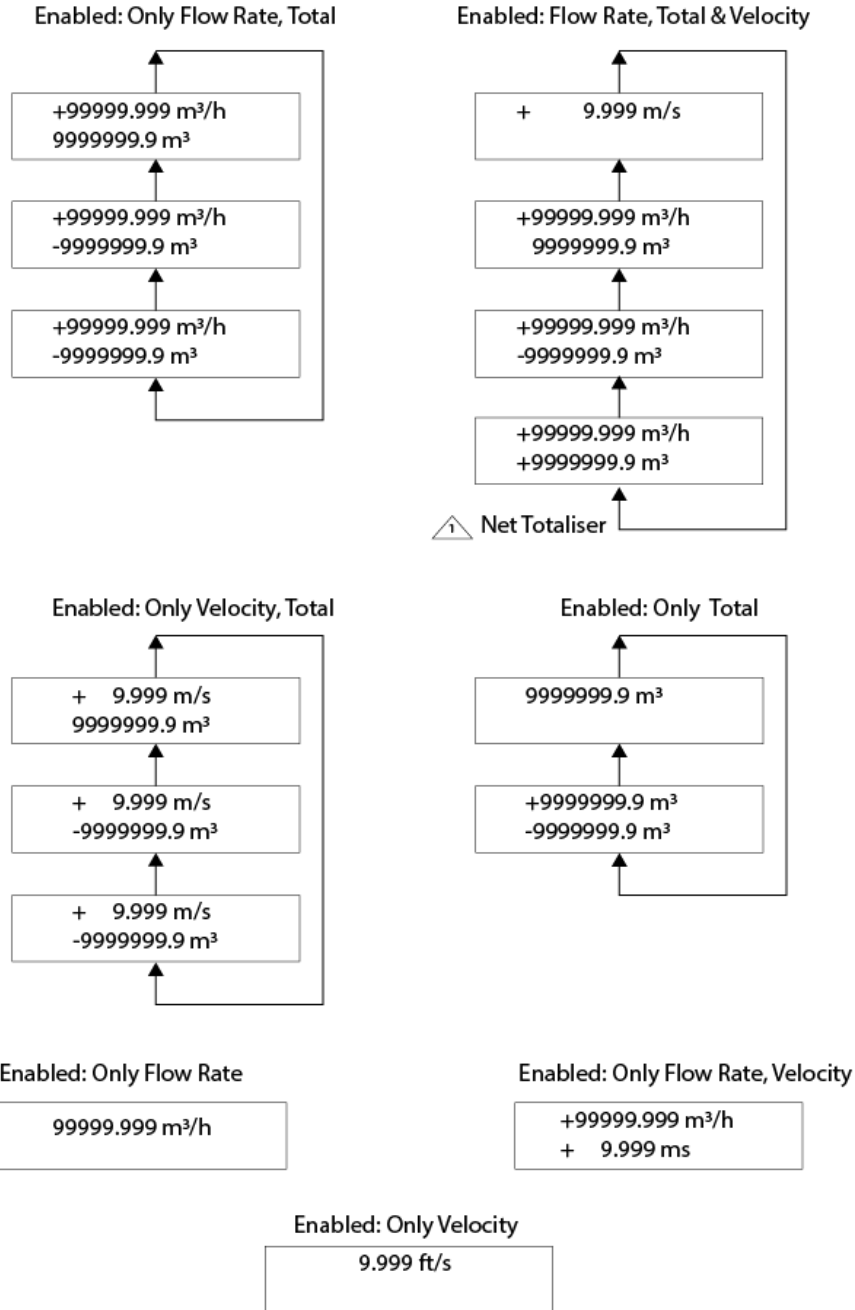 Enabled: Only Flow Rate, Total
+99999.999 m³/h
9999999.9 m³
+99999.999 m³/h
-9999999.9 m³
+99999.999 m³/h
-9999999.9 m³
Enabled: Flow Rate, Total & Velocity
+ 9.999 m/s
+99999.999 m³/h
9999999.9 m³
+99999.999 m³/h
-9999999.9 m³
+99999.999 m³/h
+9999999.9 m³
1 Net Totaliser
Enabled: Only Velocity, Total
+ 9.999 m/s
9999999.9 m³
+ 9.999 m/s
-9999999.9 m³
+ 9.999 m/s
-9999999.9 m³
Enabled: Only Total
9999999.9 m³
+9999999.9 m³
-9999999.9 m³
Enabled: Only Flow Rate
99999.999 m³/h
Enabled: Only Flow Rate, Velocity
+99999.999 m³/h
+ 9.999 ms
Enabled: Only Velocity
9.999 ft/s